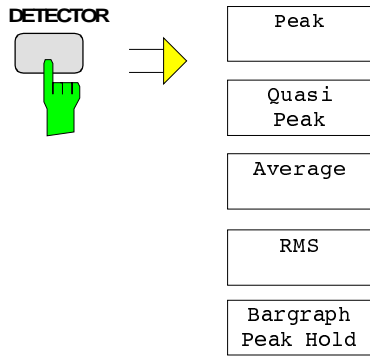 DETECTOR
Peak
Quasi
Peak
Average
RMS
Bargraph
Peak Hold